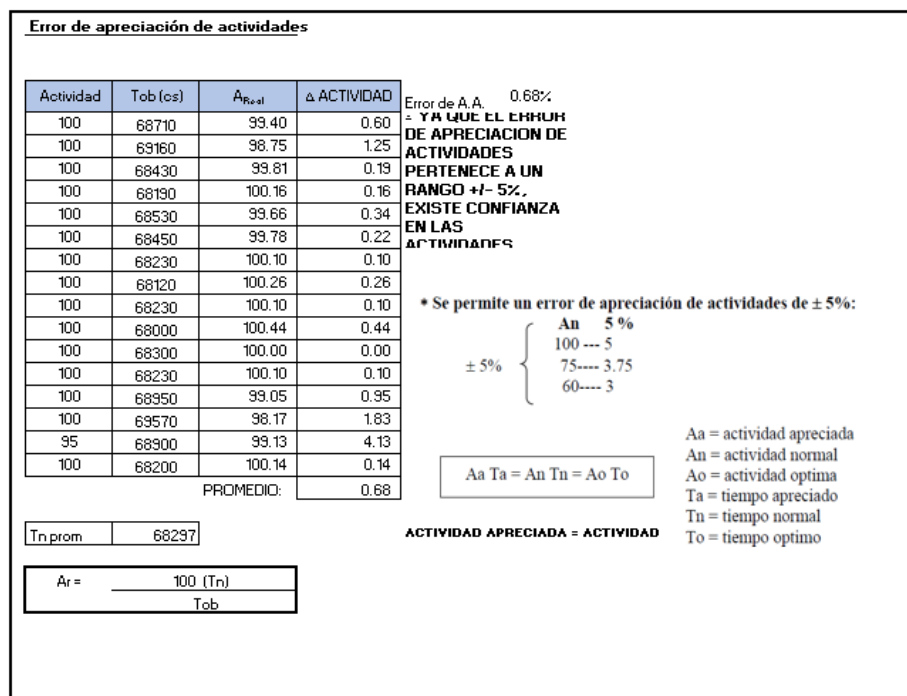 Error de apreciación de actividades
Actividad Tob (cs) A Real Δ ACTIVIDAD
100 68710 99.40 0.60
100 69160 98.75 1.25
100 68430 99.81 0.19
100 68190 100.16 0.16
100 68530 99.66 0.34
100 68450 99.78 0.22
100 68230 100.10 0.10
100 68120 100.26 0.26
100 68230 100.10 0.10
100 68000 100.44 0.44
100 68300 100.00 0.00
100 68230 100.10 0.10
100 68950 99.05 0.95
100 69570 98.17 1.83
95 68900 99.13 4.13
100 68200 100.14 0.14
PROMEDIO: 0.68
Tn prom 68297
Ar = 100 (Tn)
Tob
Error de A.A. 0.68%
- YA QUE EL ERROR
DE APRECIACION DE
ACTIVIDADES
PERTENECE A UN
RANGO +/- 5%,
EXISTE CONFIANZA
EN LAS
ACTIVIDADES
* Se permite un error de apreciación de actividades de ± 5%:
An 5 %
100 --- 5
± 5% 75---- 3.75
60---- 3
Aa Ta = An Tn = Ao To
Aa = actividad apreciada
An = actividad normal
Ao = actividad optima
Ta = tiempo apreciado
Tn = tiempo normal
To = tiempo optimo
ACTIVIDAD APRECIADA = ACTIVIDAD